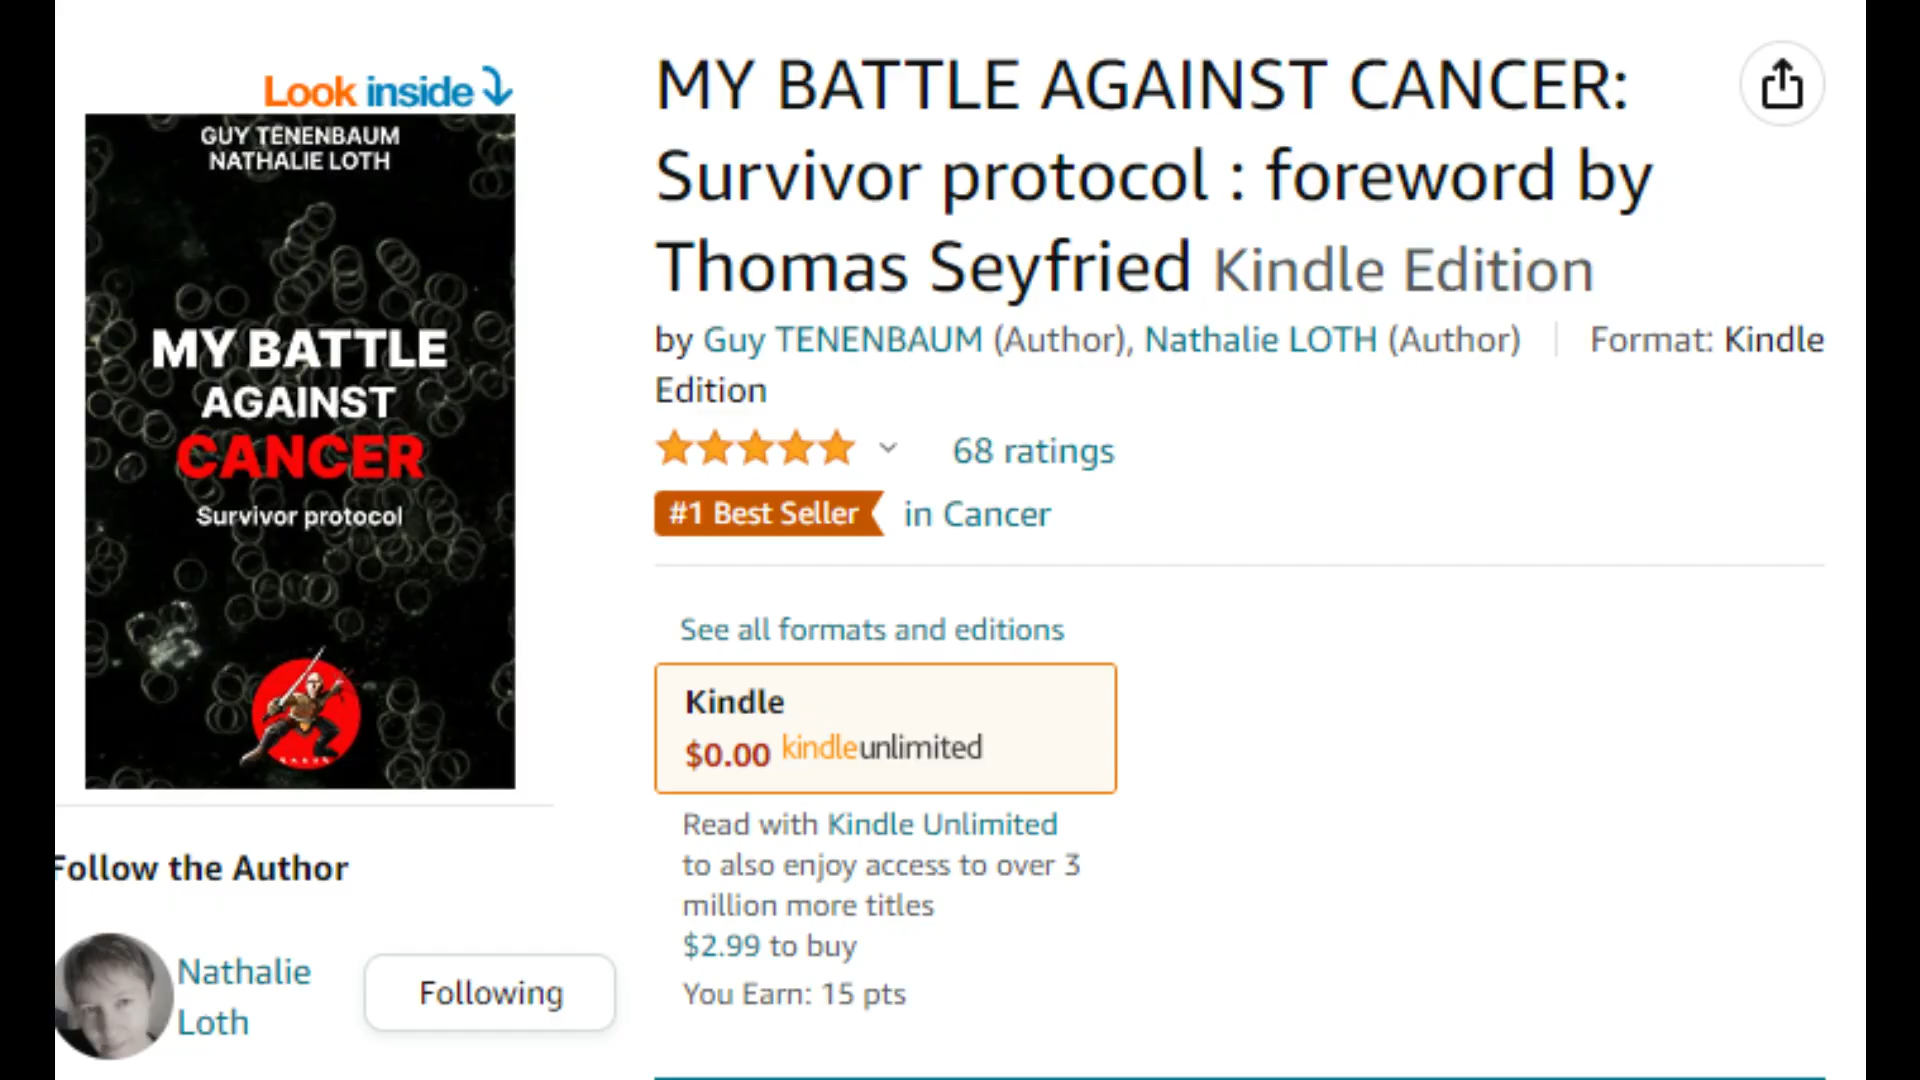 Look inside
GUY TENENBAUM
NATHALIE LOTH
MY BATTLE
AGAINST
CANCER
Survivor protocol
Follow the Author
Nathalie
Loth
Following
MY BATTLE AGAINST CANCER:
Survivor protocol : foreword by
Thomas Seyfried Kindle Edition
by Guy TENENBAUM (Author), Nathalie LOTH (Author) Format: Kindle
Edition
68 ratings
#1 Best Seller in Cancer
See all formats and editions
Kindle
$0.00 kindleunlimited
Read with Kindle Unlimited
to also enjoy access to over 3
million more titles
$2.99 to buy
You Earn: 15 pts